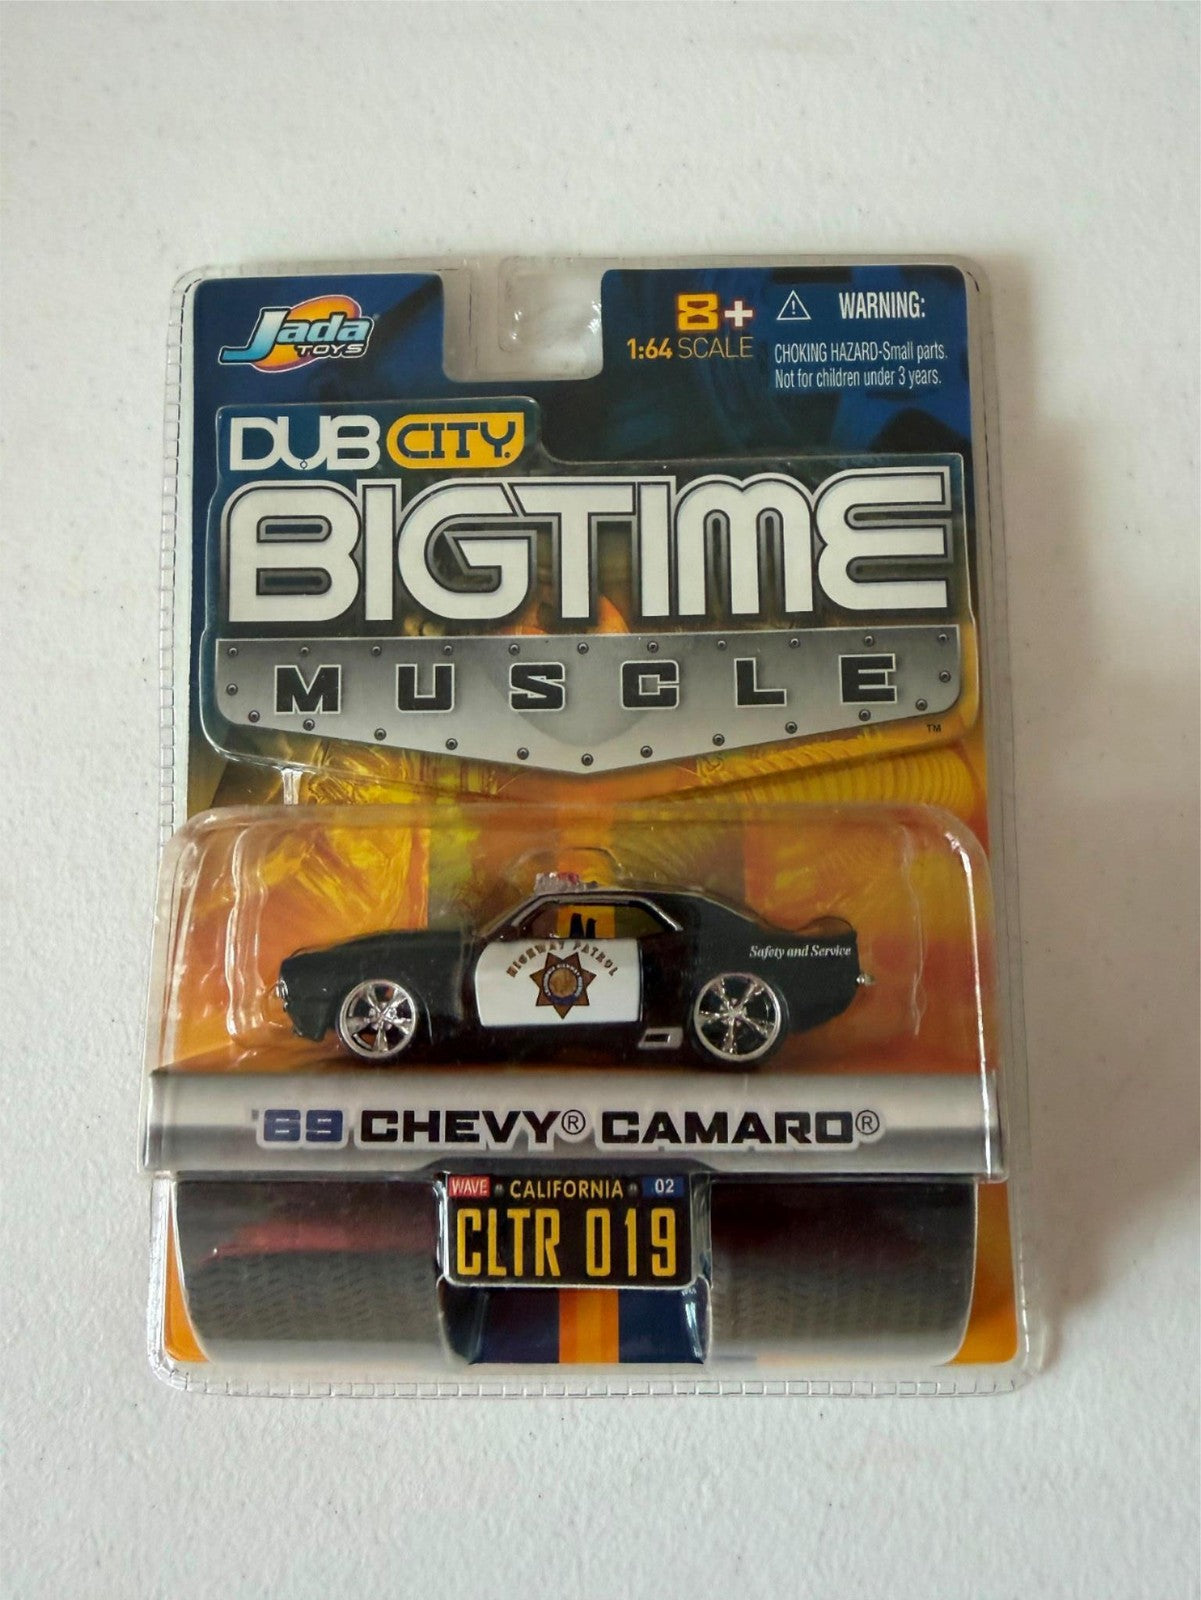 Jada
TOYS
8+
1:64 SCALE
WARNING:
CHOKING HAZARD-Small parts.
Not for children under 3 years.
DUB CITY.
BIGTIME
MUSCLE
™
HIGHWAY PATROL
Safety and Service
'69 CHEVY® CAMARO®
WAVE CALIFORNIA 02
CLTR 019